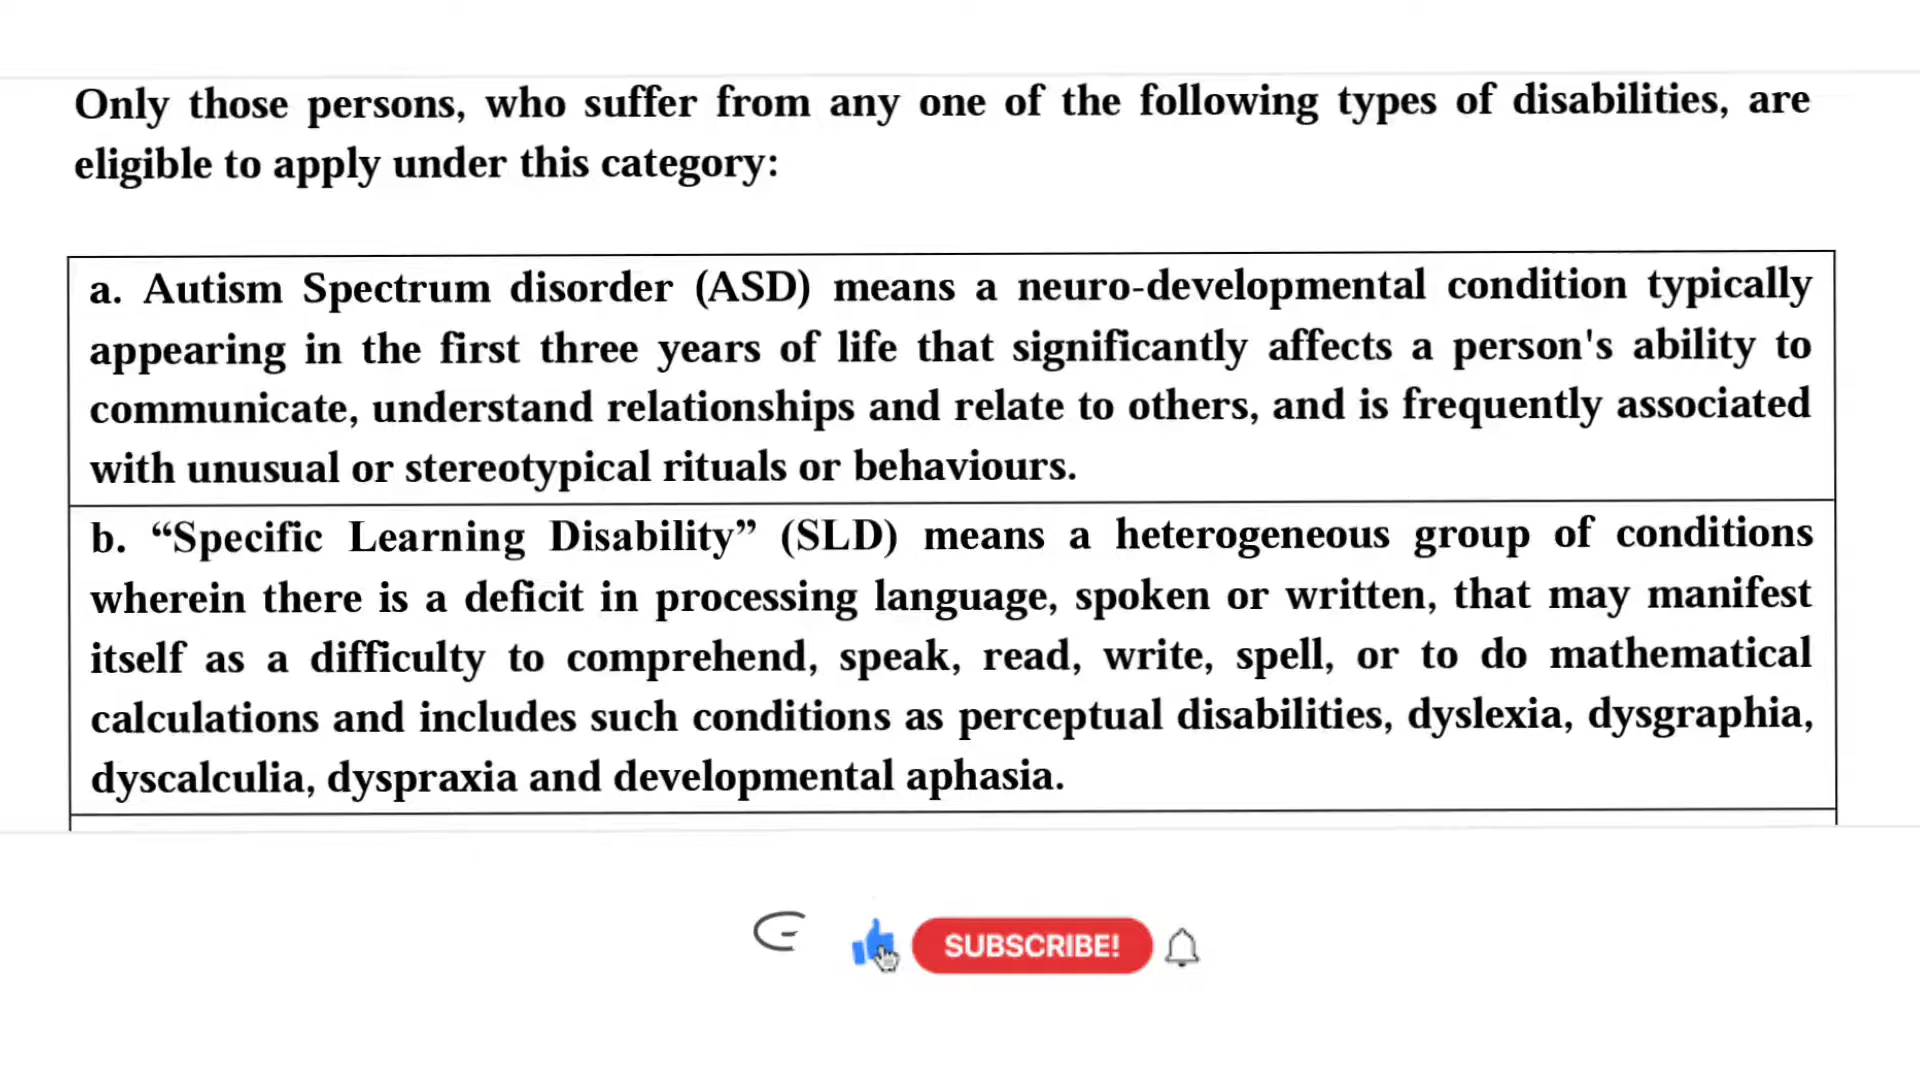 Only those persons, who suffer from any one of the following types of disabilities, are
eligible to apply under this category:
a. Autism Spectrum disorder (ASD) means a neuro-developmental condition typically
appearing in the first three years of life that significantly affects a person's ability to
communicate, understand relationships and relate to others, and is frequently associated
with unusual or stereotypical rituals or behaviours.
b. “Specific Learning Disability” (SLD) means a heterogeneous group of conditions
wherein there is a deficit in processing language, spoken or written, that may manifest
itself as a difficulty to comprehend, speak, read, write, spell, or to do mathematical
calculations and includes such conditions as perceptual disabilities, dyslexia, dysgraphia,
dyscalculia, dyspraxia and developmental aphasia.
SUBSCRIBE!